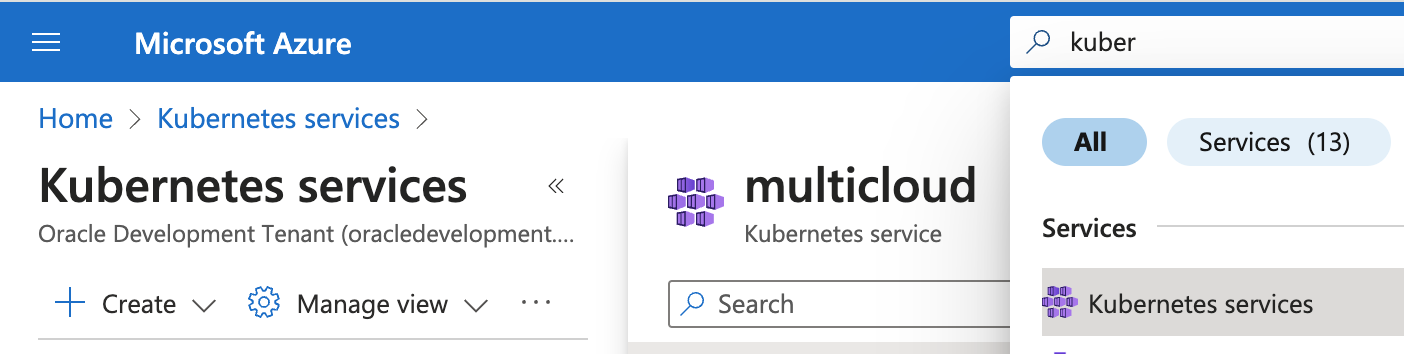 Microsoft Azure
kuber
Home > Kubernetes services >
All
Services (13)
Kubernetes services «
Oracle Development Tenant (oracledevelopment....
multicloud
Kubernetes service
Services
+ Create
Manage view
...
Search
Kubernetes services